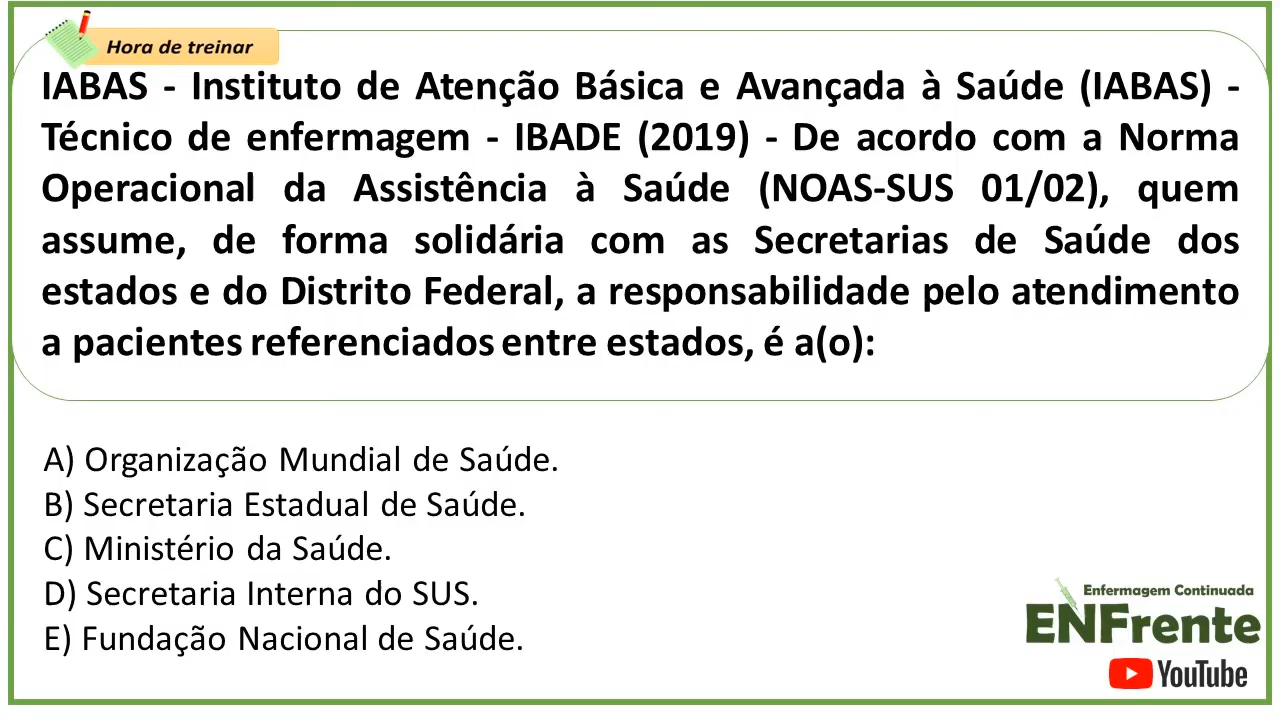 Hora de treinar
IABAS - Instituto de Atenção Básica e Avançada à Saúde (IABAS) -
Técnico de enfermagem - IBADE (2019) - De acordo com a Norma
Operacional da Assistência à Saúde (NOAS-SUS 01/02), quem
assume, de forma solidária com as Secretarias de Saúde dos
estados e do Distrito Federal, a responsabilidade pelo atendimento
a pacientes referenciados entre estados, é a(o):
A) Organização Mundial de Saúde.
B) Secretaria Estadual de Saúde.
C) Ministério da Saúde.
D) Secretaria Interna do SUS.
E) Fundação Nacional de Saúde.
Enfermagem Continuada
ENFrente
YouTube